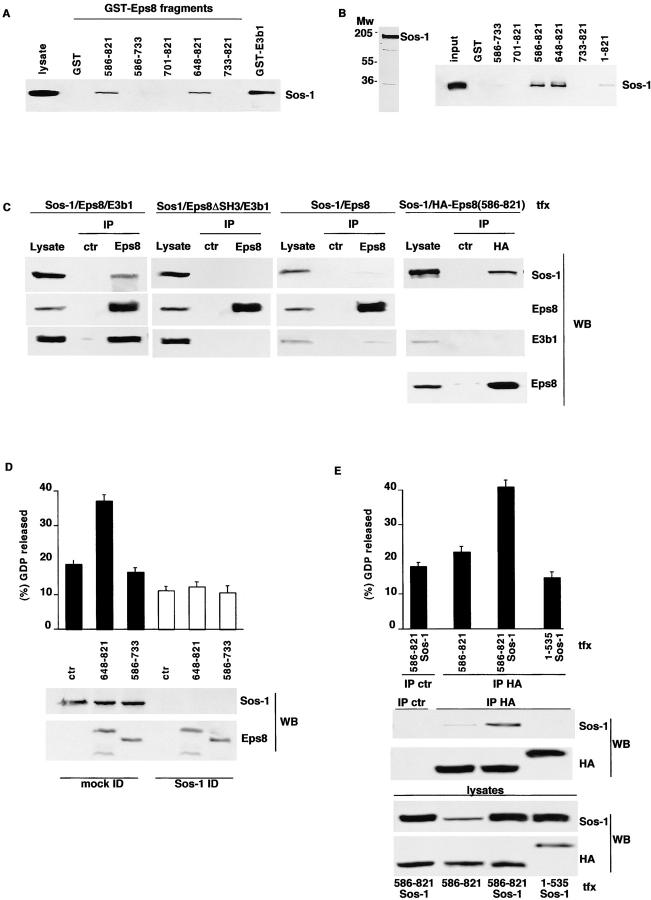 A
GST-Eps8 fragments
lysate GST 586-821 586-733 701-821 648-821 733-821 GST-E3b1
Sos-1
B
Mw
205- Sos-1
55-
36-
input GST 586-733 701-821 586-821 648-821 733-821 1-821
Sos-1
C
Sos-1/Eps8/E3b1 Sos1/Eps8ΔSH3/E3b1 Sos-1/Eps8 Sos-1/HA-Eps8(586-821) tfx
IP IP IP IP
Lysate ctr Eps8 Lysate ctr Eps8 Lysate ctr Eps8 Lysate ctr HA
Sos-1
Eps8
WB
E3b1
Eps8
D
(%) GDP released
40
20
0
ctr 648-821 586-733 ctr 648-821 586-733
Sos-1
WB
Eps8
mock ID Sos-1 ID
E
(%) GDP released
40
20
0
586-821 Sos-1 586-821 586-821 Sos-1 1-535 Sos-1 tfx
IP ctr IP HA
IP ctr IP HA
Sos-1
WB
HA
lysates
Sos-1
WB
HA
586-821 586-821 586-821 1-535 tfx
Sos-1 Sos-1 Sos-1